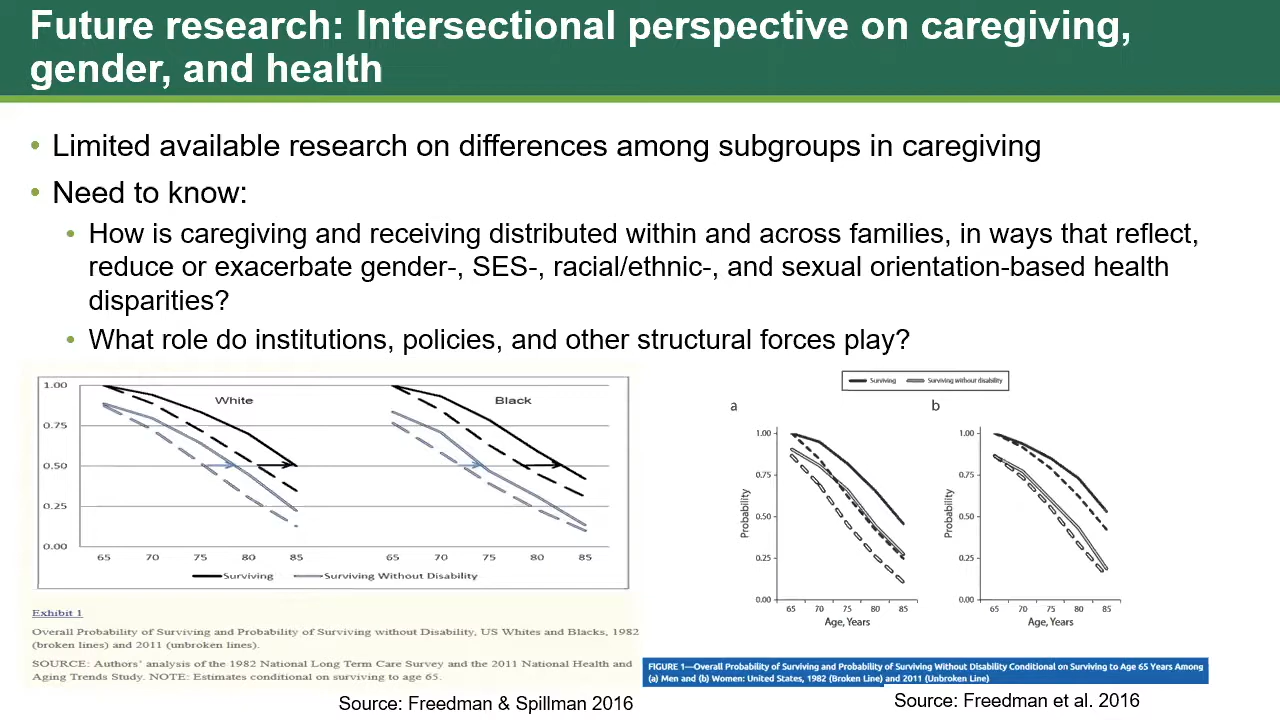 Future research: Intersectional perspective on caregiving,
gender, and health
• Limited available research on differences among subgroups in caregiving
• Need to know:
• How is caregiving and receiving distributed within and across families, in ways that reflect,
reduce or exacerbate gender-, SES-, racial/ethnic-, and sexual orientation-based health
disparities?
• What role do institutions, policies, and other structural forces play?
1.00
0.75
0.50
0.25
0.00
White
Black
65 70 75 80 85 65 70 75 80 85
Surviving Surviving Without Disability
Exhibit 1
Overall Probability of Surviving and Probability of Surviving without Disability, US Whites and Blacks, 1982
(broken lines) and 2011 (unbroken lines).
SOURCE: Authors' analysis of the 1982 National Long Term Care Survey and the 2011 National Health and
Aging Trends Study. NOTE: Estimates conditional on surviving to age 65.
Source: Freedman & Spillman 2016
Surviving Surviving without disability
a
1.00
0.75
0.50
0.25
0.00
Probability
65 70 75 80 85
Age, Years
b
1.00
0.75
0.50
0.25
0.00
Probability
65 70 75 80 85
Age, Years
FIGURE 1—Overall Probability of Surviving and Probability of Surviving Without Disability Conditional on Surviving to Age 65 Years Among
(a) Men and (b) Women: United States, 1982 (Broken Line) and 2011 (Unbroken Line)
Source: Freedman et al. 2016